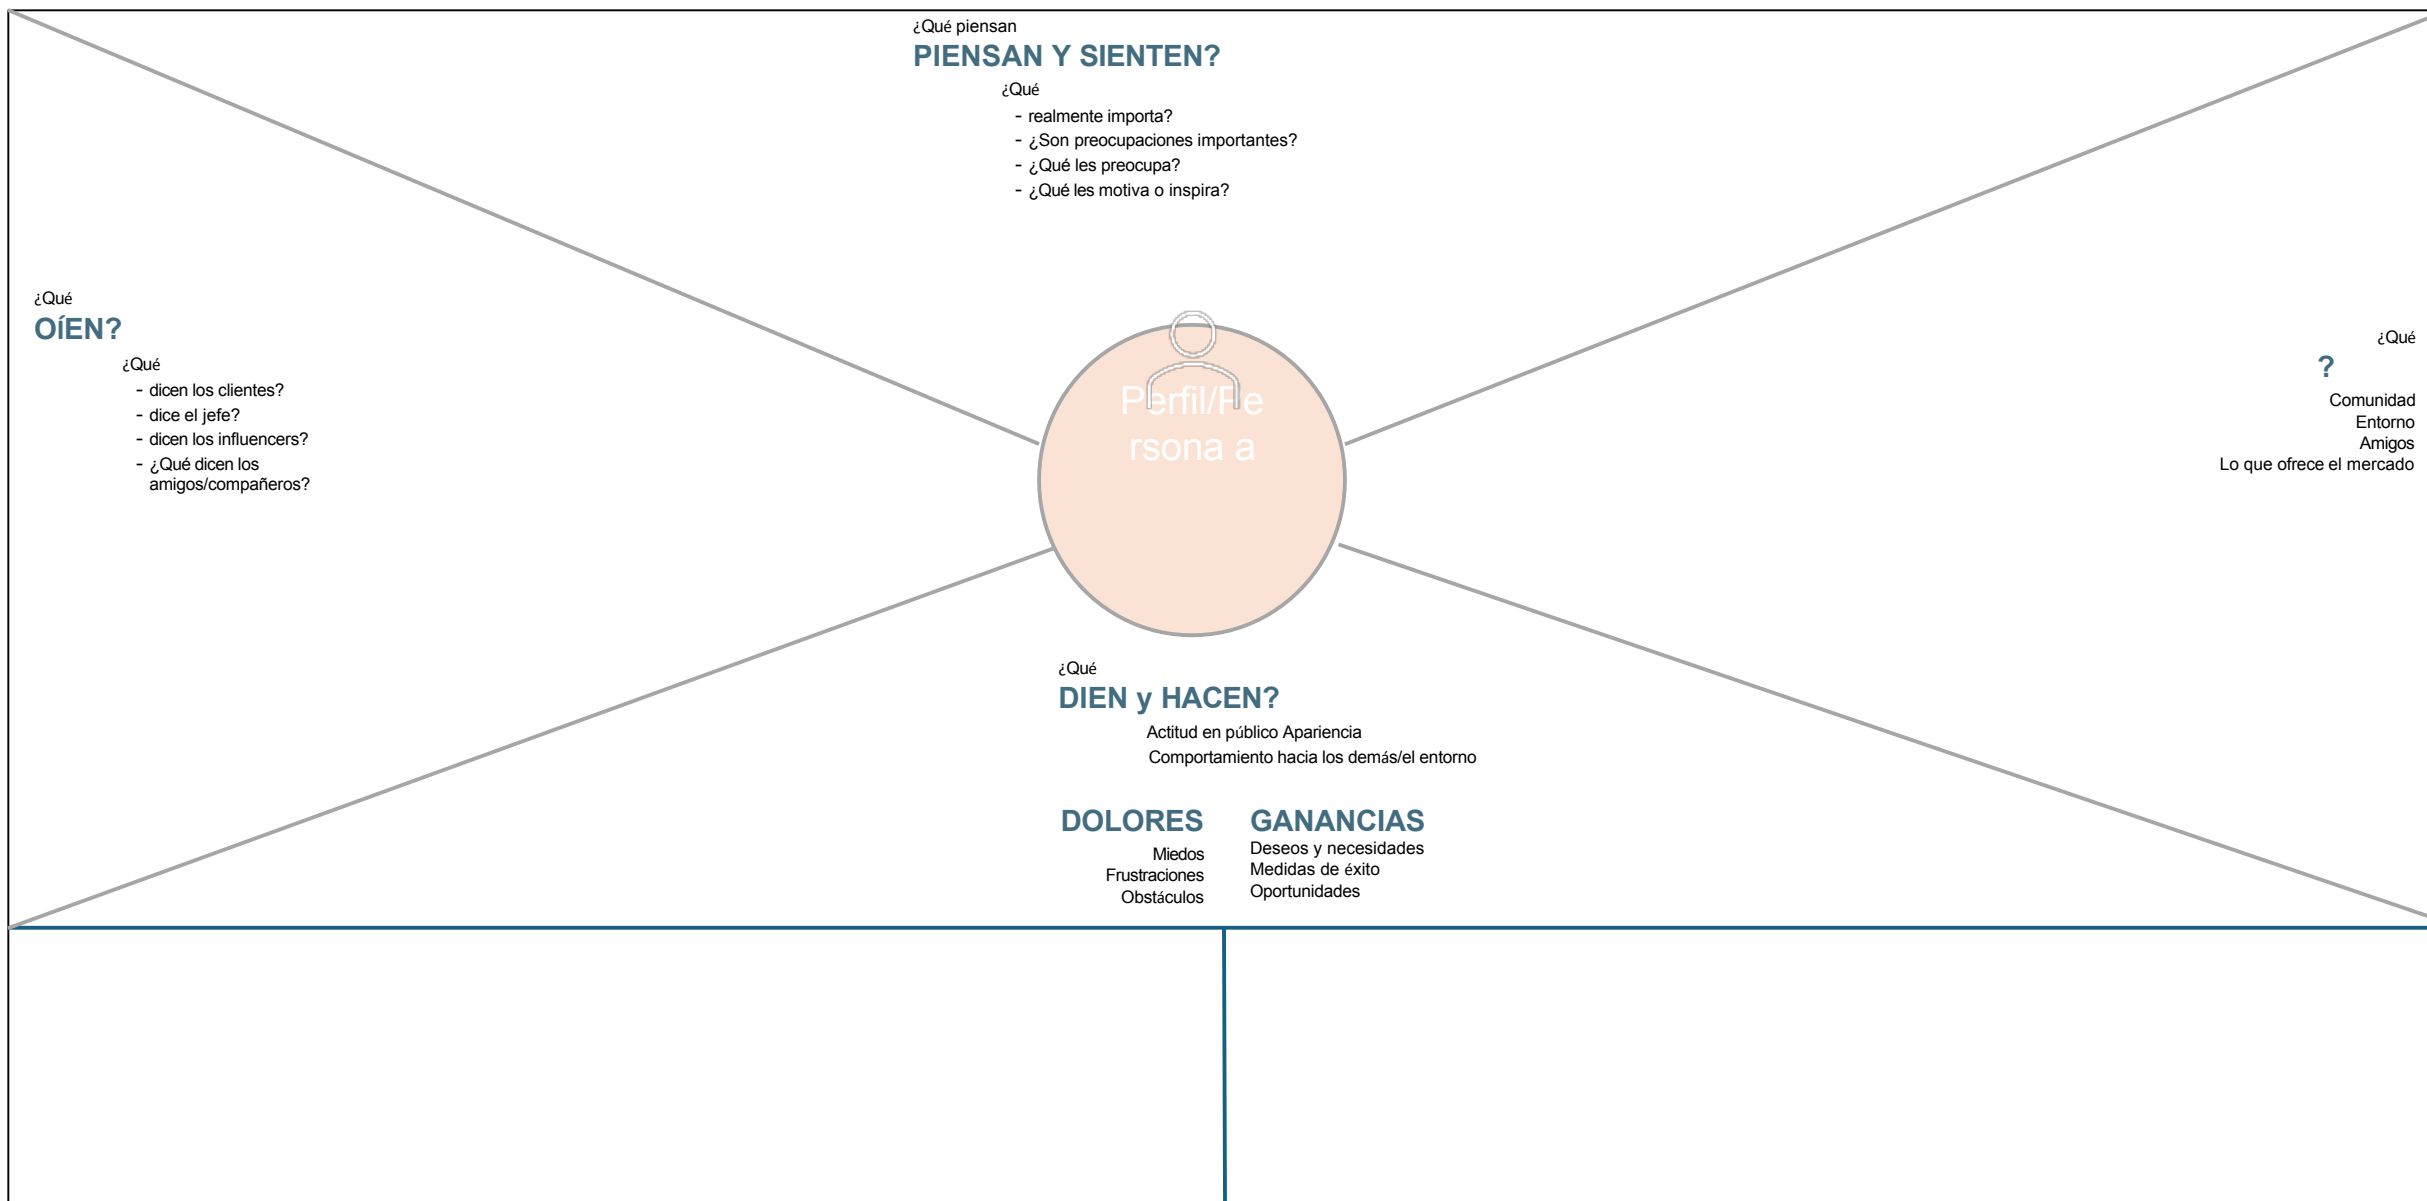 ¿Qué piensan
PIENSAN Y SIENTEN?
¿Qué
- realmente importa?
- ¿Son preocupaciones importantes?
- ¿Qué les preocupa?
- ¿Qué les motiva o inspira?
¿Qué
OíEN?
¿Qué
- dicen los clientes?
- dice el jefe?
- dicen los influencers?
- ¿Qué dicen los
amigos/compañeros?
Perfil/Pe
rsona a
¿Qué
?
Comunidad
Entorno
Amigos
Lo que ofrece el mercado
¿Qué
DIEN y HACEN?
Actitud en público Apariencia
Comportamiento hacia los demás/el entorno
DOLORES
Miedos
Frustraciones
Obstáculos
GANANCIAS
Deseos y necesidades
Medidas de éxito
Oportunidades